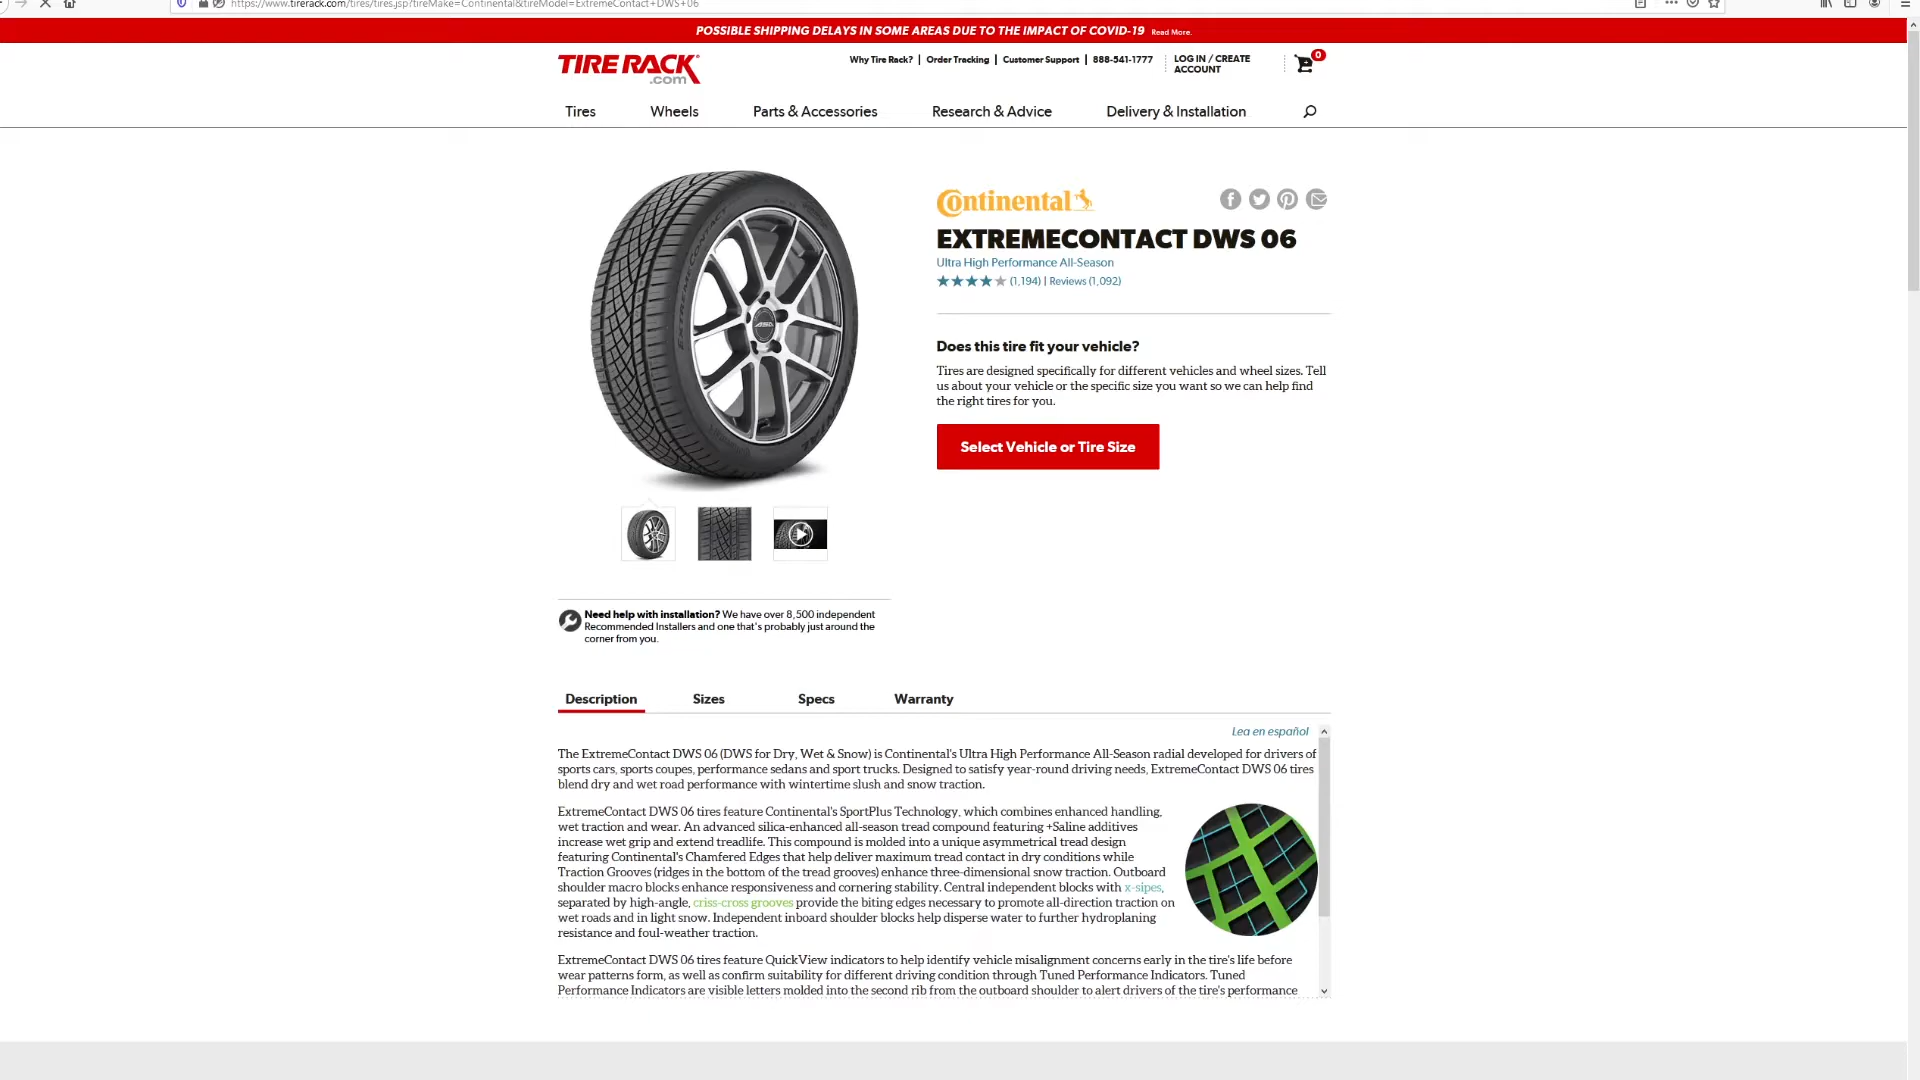 https://www.tirerack.com/tires/tires.jsp?tireMake=Continental&tireModel=ExtremeContact+DWS+06
POSSIBLE SHIPPING DELAYS IN SOME AREAS DUE TO THE IMPACT OF COVID-19 Read More.
TIRE RACK
.com
Why Tire Rack? | Order Tracking | Customer Support | 888-541-1777
LOG IN / CREATE
ACCOUNT
0
Tires Wheels Parts & Accessories Research & Advice Delivery & Installation
Continental
EXTREMECONTACT DWS 06
Ultra High Performance All-Season
(1,194) | Reviews (1,092)
Does this tire fit your vehicle?
Tires are designed specifically for different vehicles and wheel sizes. Tell
us about your vehicle or the specific size you want so we can help find
the right tires for you.
Select Vehicle or Tire Size
Need help with installation? We have over 8,500 independent
Recommended Installers and one that's probably just around the
corner from you.
Description Sizes Specs Warranty
Lea en español
The ExtremeContact DWS 06 (DWS for Dry, Wet & Snow) is Continental's Ultra High Performance All-Season radial developed for drivers of
sports cars, sports coupes, performance sedans and sport trucks. Designed to satisfy year-round driving needs, ExtremeContact DWS 06 tires
blend dry and wet road performance with wintertime slush and snow traction.
ExtremeContact DWS 06 tires feature Continental's SportPlus Technology, which combines enhanced handling,
wet traction and wear. An advanced silica-enhanced all-season tread compound featuring +Saline additives
increase wet grip and extend treadlife. This compound is molded into a unique asymmetrical tread design
featuring Continental's Chamfered Edges that help deliver maximum tread contact in dry conditions while
Traction Grooves (ridges in the bottom of the tread grooves) enhance three-dimensional snow traction. Outboard
shoulder macro blocks enhance responsiveness and cornering stability. Central independent blocks with x-sipes,
separated by high-angle, criss-cross grooves provide the biting edges necessary to promote all-direction traction on
wet roads and in light snow. Independent inboard shoulder blocks help disperse water to further hydroplaning
resistance and foul-weather traction.
ExtremeContact DWS 06 tires feature QuickView indicators to help identify vehicle misalignment concerns early in the tire's life before
wear patterns form, as well as confirm suitability for different driving condition through Tuned Performance Indicators. Tuned
Performance Indicators are visible letters molded into the second rib from the outboard shoulder to alert drivers of the tire's performance